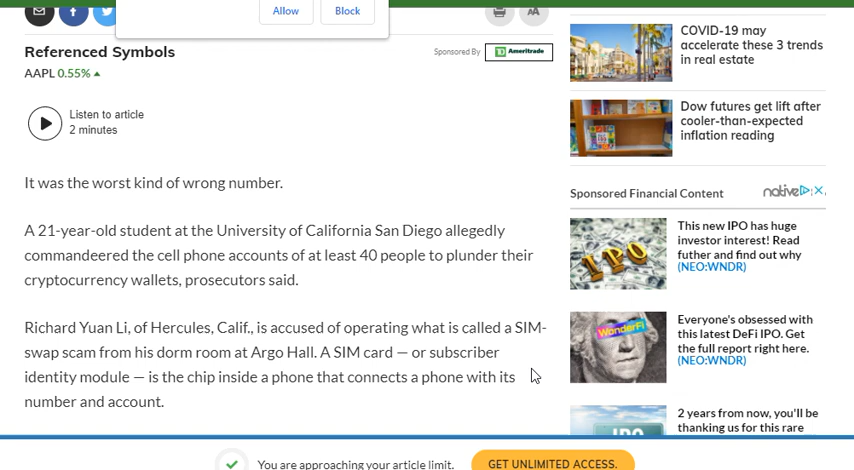 Allow
Block
AA
Referenced Symbols
Sponsored By
TD Ameritrade
AAPL 0.55%
Listen to article
2 minutes
It was the worst kind of wrong number.
A 21-year-old student at the University of California San Diego allegedly
commandeered the cell phone accounts of at least 40 people to plunder their
cryptocurrency wallets, prosecutors said.
Richard Yuan Li, of Hercules, Calif., is accused of operating what is called a SIM-
swap scam from his dorm room at Argo Hall. A SIM card — or subscriber
identity module — is the chip inside a phone that connects a phone with its
number and account.
COVID-19 may
accelerate these 3 trends
in real estate
Dow futures get lift after
cooler-than-expected
inflation reading
Sponsored Financial Content
native
IPO
This new IPO has huge
investor interest! Read
futher and find out why
(NEO:WNDR)
WonderFi
Everyone's obsessed with
this latest DeFi IPO. Get
the full report right here.
(NEO:WNDR)
IPO
2 years from now, you'll be
thanking us for this rare
You are approaching your article limit.
GET UNLIMITED ACCESS.